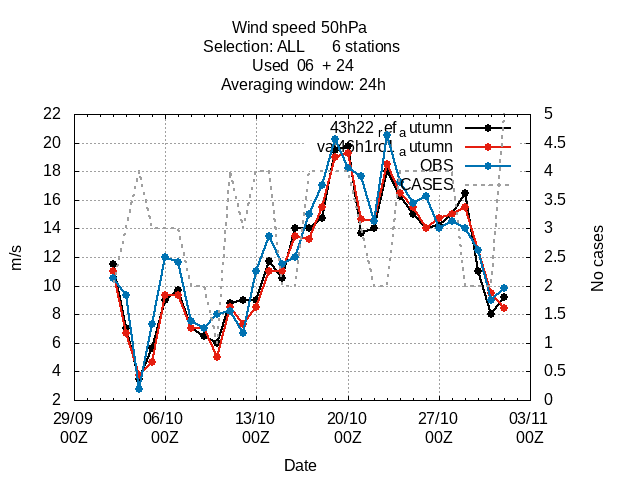 Wind speed 50hPa
Selection: ALL 6 stations
Used 06 + 24
Averaging window: 24h
22 5
20 4.5
18 4
16 3.5
14 3
12 2.5
10 2
8 1.5
6 1
4 0.5
2 0
43h22_ref_autumn
OBS
CASES
m/s
No cases
29/09 06/10 13/10 20/10 27/10 03/11
00Z 00Z 00Z 00Z 00Z 00Z
Date